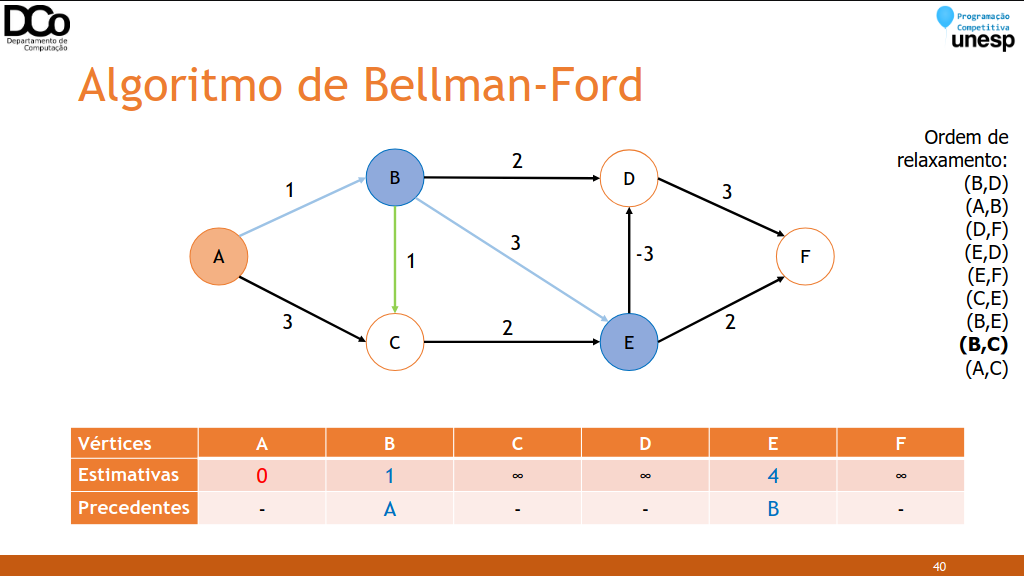 DCo
Departamento de
Computação
Programação
Competitiva
unesp
Algoritmo de Bellman-Ford
Ordem de
relaxamento:
(B,D)
(A,B)
(D,F)
(E,D)
(E,F)
(C,E)
(B,E)
(B,C)
(A,C)
2
B
D
1
3
3
1
-3
A
F
3
2
2
C
E
Vértices A B C D E F
Estimativas 0 1 ∞ ∞ 4 ∞
Precedentes - A - - B -
40